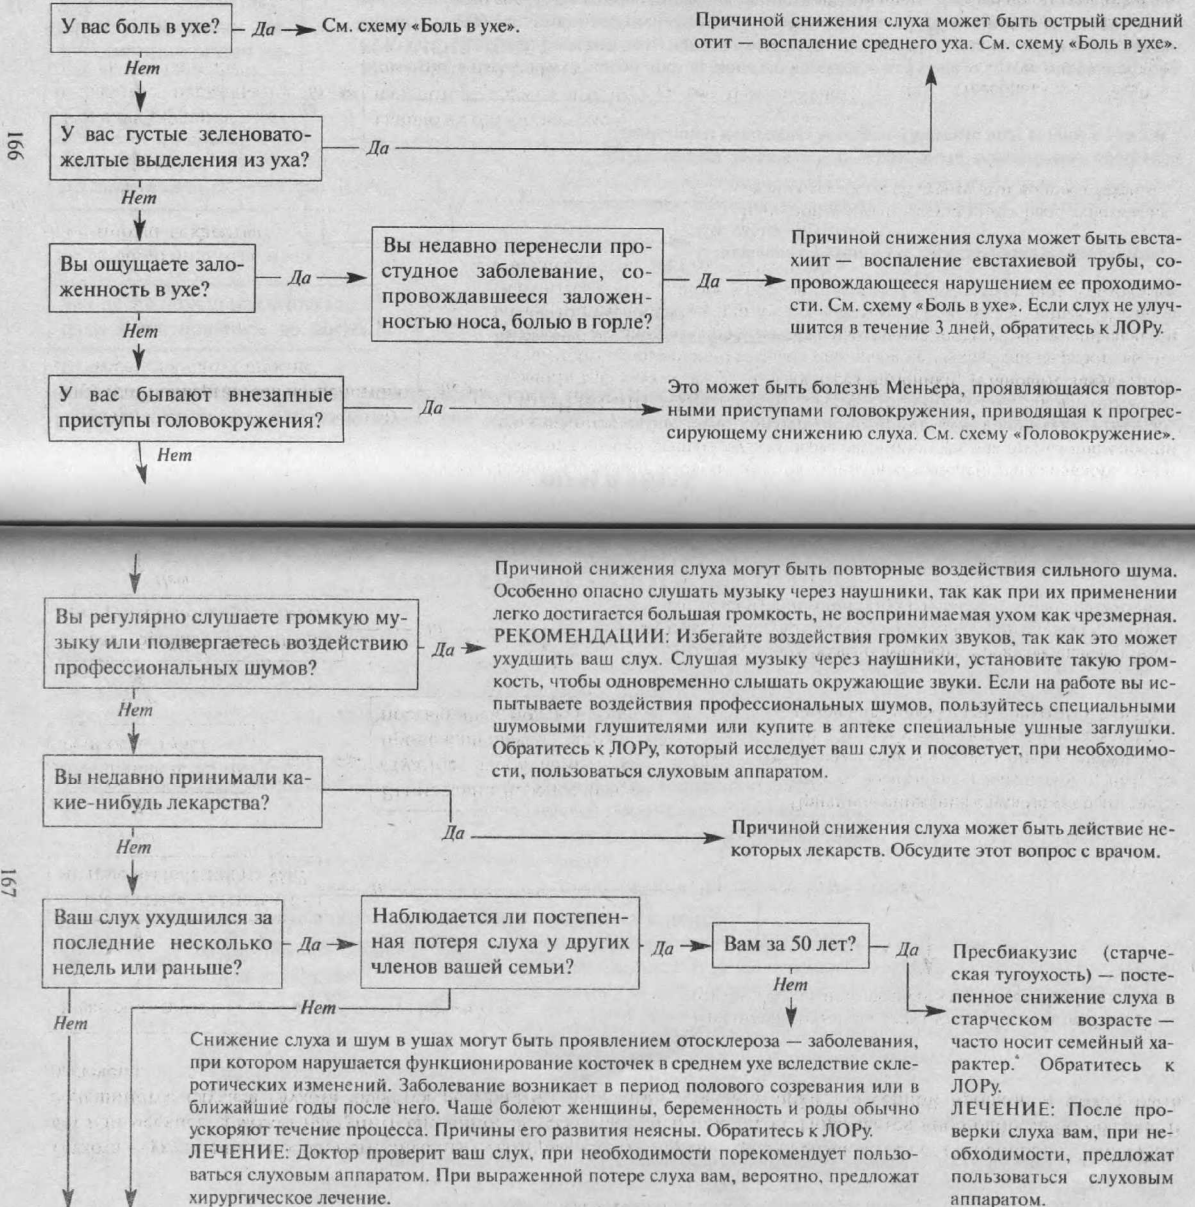 У вас боль в ухе?
Да
См. схему «Боль в ухе».
Причиной снижения слуха может быть острый средний
отит — воспаление среднего уха. См. схему «Боль в ухе».
Нет
166
У вас густые зеленовато-
желтые выделения из уха?
Да
Нет
Вы ощущаете зало-
женность в ухе?
Да
Вы недавно перенесли про-
студное заболевание, со-
провождавшееся заложен-
ностью носа, болью в горле?
Да
Причиной снижения слуха может быть евста-
хиит — воспаление евстахиевой трубы, со-
провождающееся нарушением ее проходимо-
сти. См. схему «Боль в ухе». Если слух не улуч-
шится в течение 3 дней, обратитесь к ЛОРу.
Нет
У вас бывают внезапные
приступы головокружения?
Да
Это может быть болезнь Меньера, проявляющаяся повтор-
ными приступами головокружения, приводящая к прогрес-
сирующему снижению слуха. См. схему «Головокружение».
Нет
Вы регулярно слушаете громкую му-
зыку или подвергаетесь воздействию
профессиональных шумов?
Да
Причиной снижения слуха могут быть повторные воздействия сильного шума.
Особенно опасно слушать музыку через наушники, так как при их применении
легко достигается большая громкость, не воспринимаемая ухом как чрезмерная.
РЕКОМЕНДАЦИИ: Избегайте воздействия громких звуков, так как это может
ухудшить ваш слух. Слушая музыку через наушники, установите такую гром-
кость, чтобы одновременно слышать окружающие звуки. Если на работе вы ис-
пытываете воздействия профессиональных шумов, пользуйтесь специальными
шумовыми глушителями или купите в аптеке специальные ушные заглушки.
Обратитесь к ЛОРу, который исследует ваш слух и посоветует, при необходимо-
сти, пользоваться слуховым аппаратом.
Нет
Вы недавно принимали ка-
кие-нибудь лекарства?
Да
Причиной снижения слуха может быть действие не-
которых лекарств. Обсудите этот вопрос с врачом.
Нет
167
Ваш слух ухудшился за
последние несколько
недель или раньше?
Да
Наблюдается ли постепен-
ная потеря слуха у других
членов вашей семьи?
Да
Вам за 50 лет?
Да
Пресбиакузис (старче-
ская тугоухость) — посте-
пенное снижение слуха в
старческом возрасте —
часто носит семейный ха-
рактер. Обратитесь к
ЛОРу.
ЛЕЧЕНИЕ: После про-
верки слуха вам, при не-
обходимости, предложат
пользоваться слуховым
аппаратом.
Нет
Нет
Нет
Снижение слуха и шум в ушах могут быть проявлением отосклероза — заболевания,
при котором нарушается функционирование косточек в среднем ухе вследствие скле-
ротических изменений. Заболевание возникает в период полового созревания или в
ближайшие годы после него. Чаще болеют женщины, беременность и роды обычно
ускоряют течение процесса. Причины его развития неясны. Обратитесь к ЛОРу.
ЛЕЧЕНИЕ: Доктор проверит ваш слух, при необходимости порекомендует пользо-
ваться слуховым аппаратом. При выраженной потере слуха вам, вероятно, предложат
хирургическое лечение.